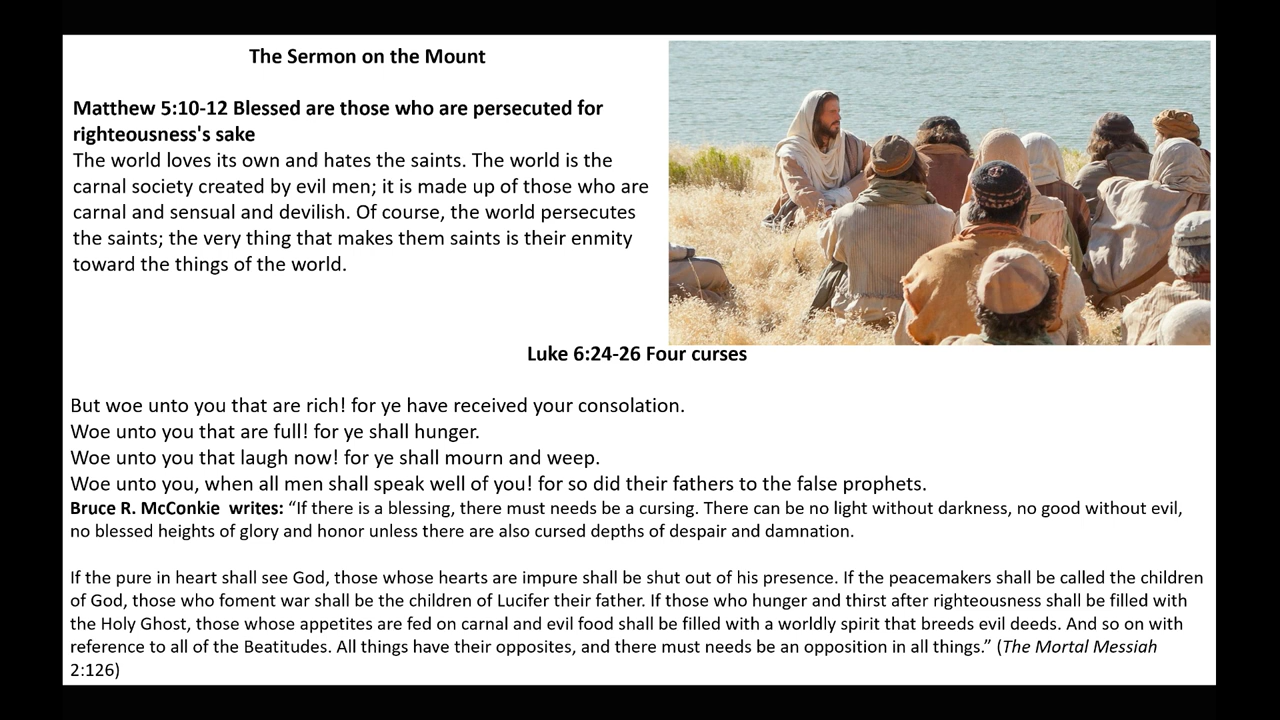 The Sermon on the Mount
Matthew 5:10-12 Blessed are those who are persecuted for
righteousness's sake
The world loves its own and hates the saints. The world is the
carnal society created by evil men; it is made up of those who are
carnal and sensual and devilish. Of course, the world persecutes
the saints; the very thing that makes them saints is their enmity
toward the things of the world.
Luke 6:24-26 Four curses
But woe unto you that are rich! for ye have received your consolation.
Woe unto you that are full! for ye shall hunger.
Woe unto you that laugh now! for ye shall mourn and weep.
Woe unto you, when all men shall speak well of you! for so did their fathers to the false prophets.
Bruce R. McConkie  writes: “If there is a blessing, there must needs be a cursing. There can be no light without darkness, no good without evil,
no blessed heights of glory and honor unless there are also cursed depths of despair and damnation.
If the pure in heart shall see God, those whose hearts are impure shall be shut out of his presence. If the peacemakers shall be called the children
of God, those who foment war shall be the children of Lucifer their father. If those who hunger and thirst after righteousness shall be filled with
the Holy Ghost, those whose appetites are fed on carnal and evil food shall be filled with a worldly spirit that breeds evil deeds. And so on with
reference to all of the Beatitudes. All things have their opposites, and there must needs be an opposition in all things.” (The Mortal Messiah
2:126)